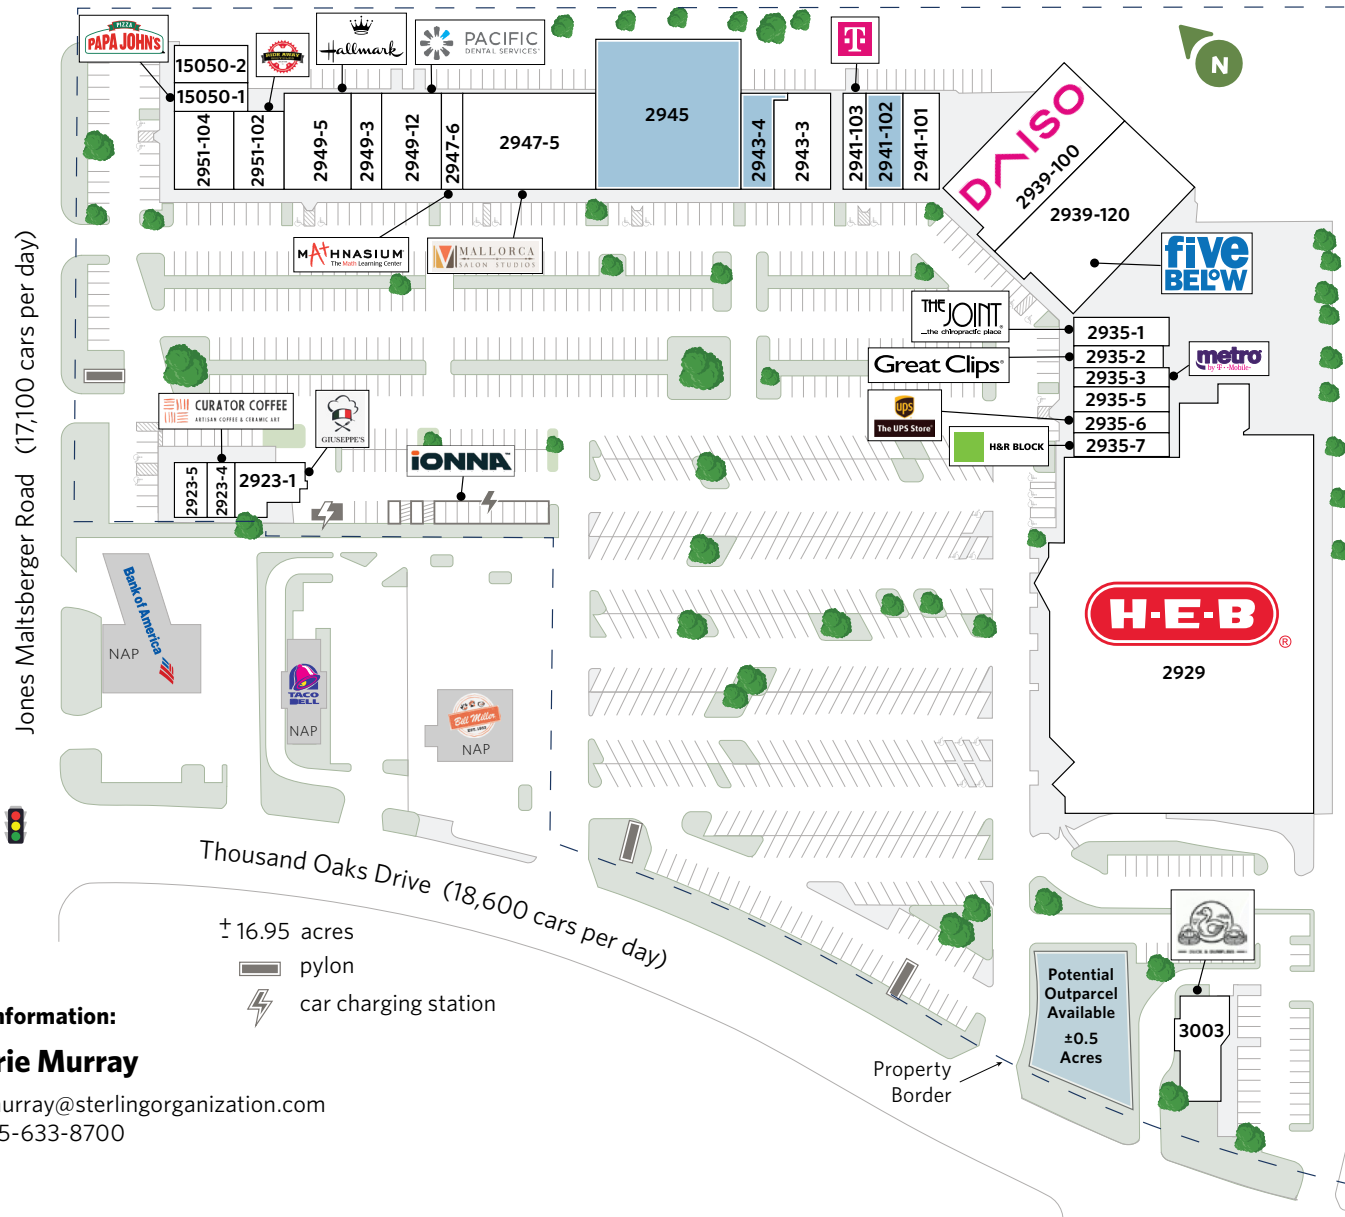 PIZZA
PAPA JOHN'S
15050-2
15050-1
Hallmark
PACIFIC
DENTAL SERVICES
T
N
2951-104
2951-102
2949-5
2949-3
2949-12
2947-6
2947-5
2945
2943-4
2943-3
2941-103
2941-102
2941-101
DAISO
2939-100
2939-120
five
BELOW
MATHNASIUM
The Math Learning Center
MALLORCA
SALON STUDIOS
THE JOINT
...the chiropractic place
Great Clips
ups
The UPS Store
H&R BLOCK
2935-1
2935-2
2935-3
2935-5
2935-6
2935-7
metro
by T-Mobile
CURATOR COFFEE
ARTISAN COFFEE & CERAMIC ART
GIUSEPPE'S
iONNA
2923-5
2923-4
2923-1
Jones Maltsberger Road (17,100 cars per day)
Bank of America
NAP
TACO
BELL
NAP
Bill Miller
NAP
H-E-B
®
2929
Thousand Oaks Drive (18,600 cars per day)
± 16.95 acres
pylon
car charging station
Potential
Outparcel
Available
±0.5
Acres
3003
Property
Border
nformation:
rie Murray
urray@sterlingorganization.com
5-633-8700